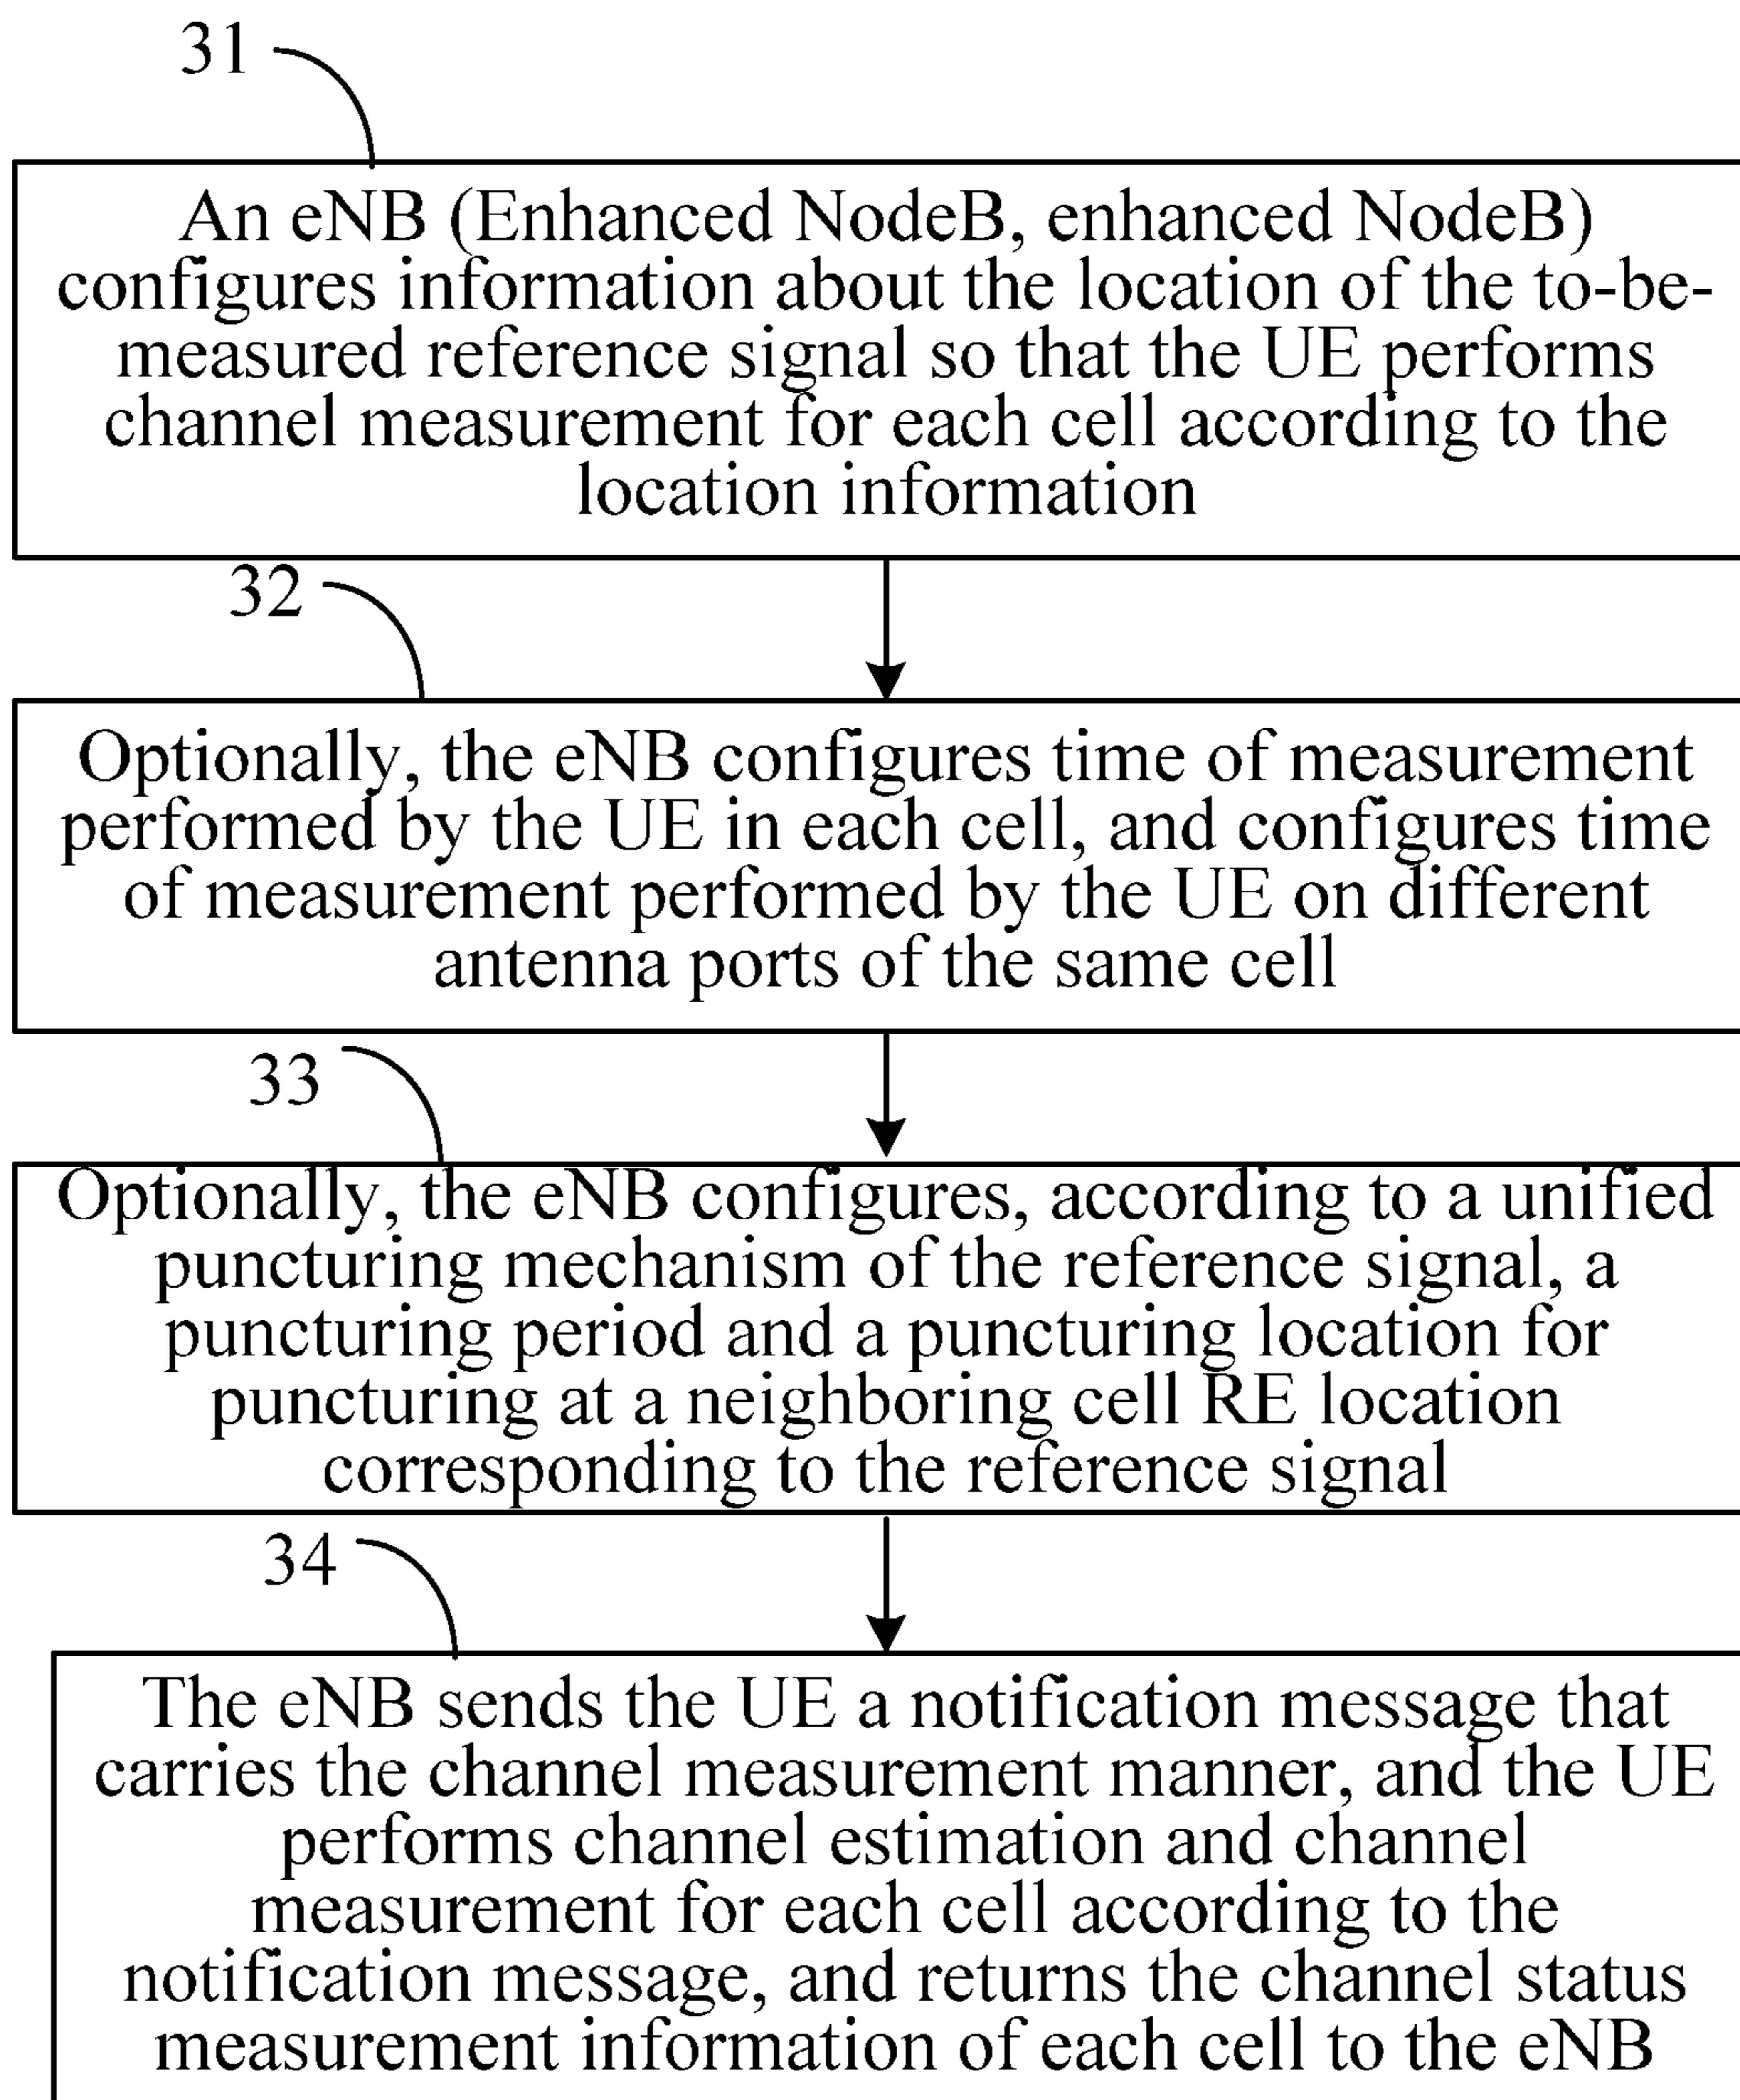 31
An eNB (Enhanced NodeB, enhanced NodeB)
configures information about the location of the to-be-
measured reference signal so that the UE performs
channel measurement for each cell according to the
location information
32
Optionally, the eNB configures time of measurement
performed by the UE in each cell, and configures time
of measurement performed by the UE on different
antenna ports of the same cell
33
Optionally, the eNB configures, according to a unified
puncturing mechanism of the reference signal, a
puncturing period and a puncturing location for
puncturing at a neighboring cell RE location
corresponding to the reference signal
34
The eNB sends the UE a notification message that
carries the channel measurement manner, and the UE
performs channel estimation and channel
measurement for each cell according to the
notification message, and returns the channel status
measurement information of each cell to the eNB